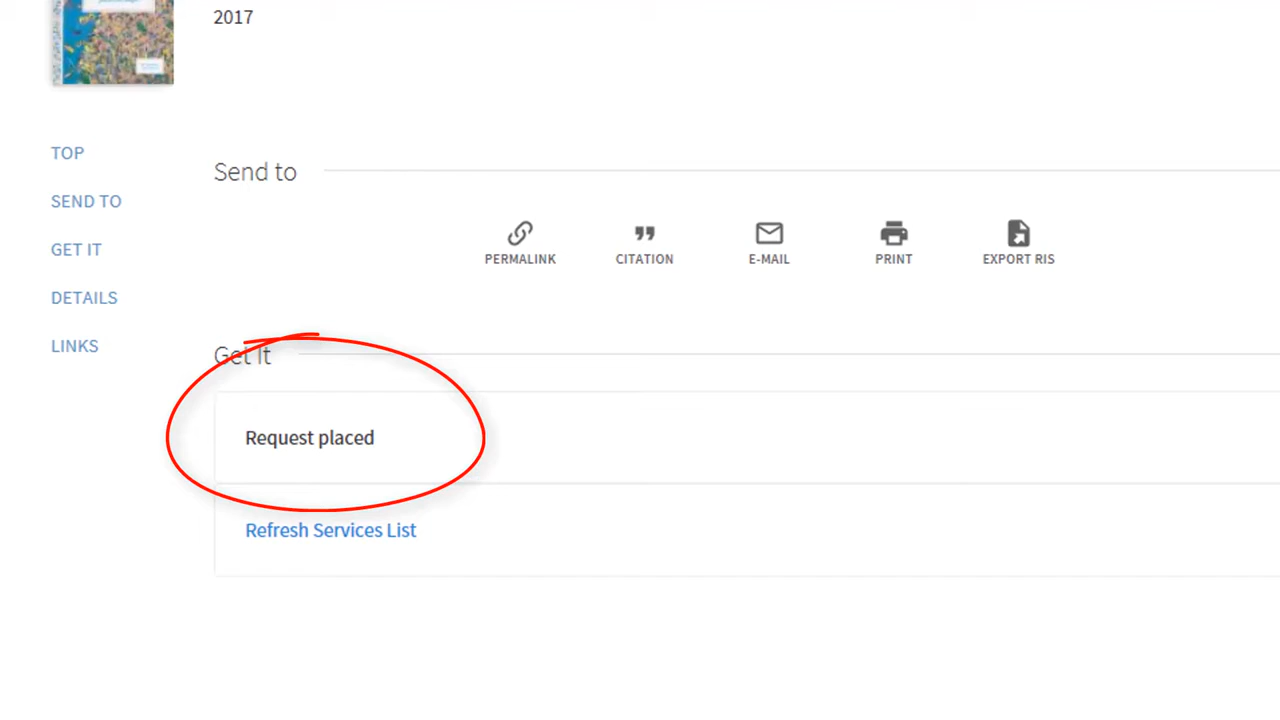 2017
TOP
SEND TO
GET IT
DETAILS
LINKS
Send to
PERMALINK
CITATION
E-MAIL
PRINT
EXPORT RIS
Get It
Request placed
Refresh Services List